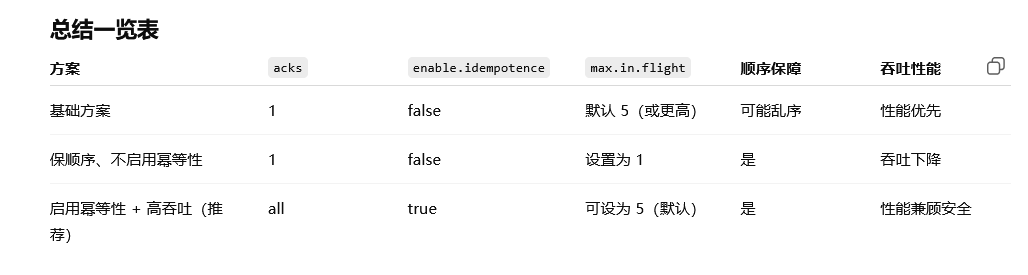 总结一览表
方案 acks enable.idempotence max.in.flight 顺序保障 吞吐性能
基础方案 1 false 默认 5（或更高） 可能乱序 性能优先
保顺序、不启用幂等性 1 false 设置为 1 是 吞吐下降
启用幂等性 + 高吞吐（推 all true 可设为 5（默认） 是 性能兼顾安全
荐）